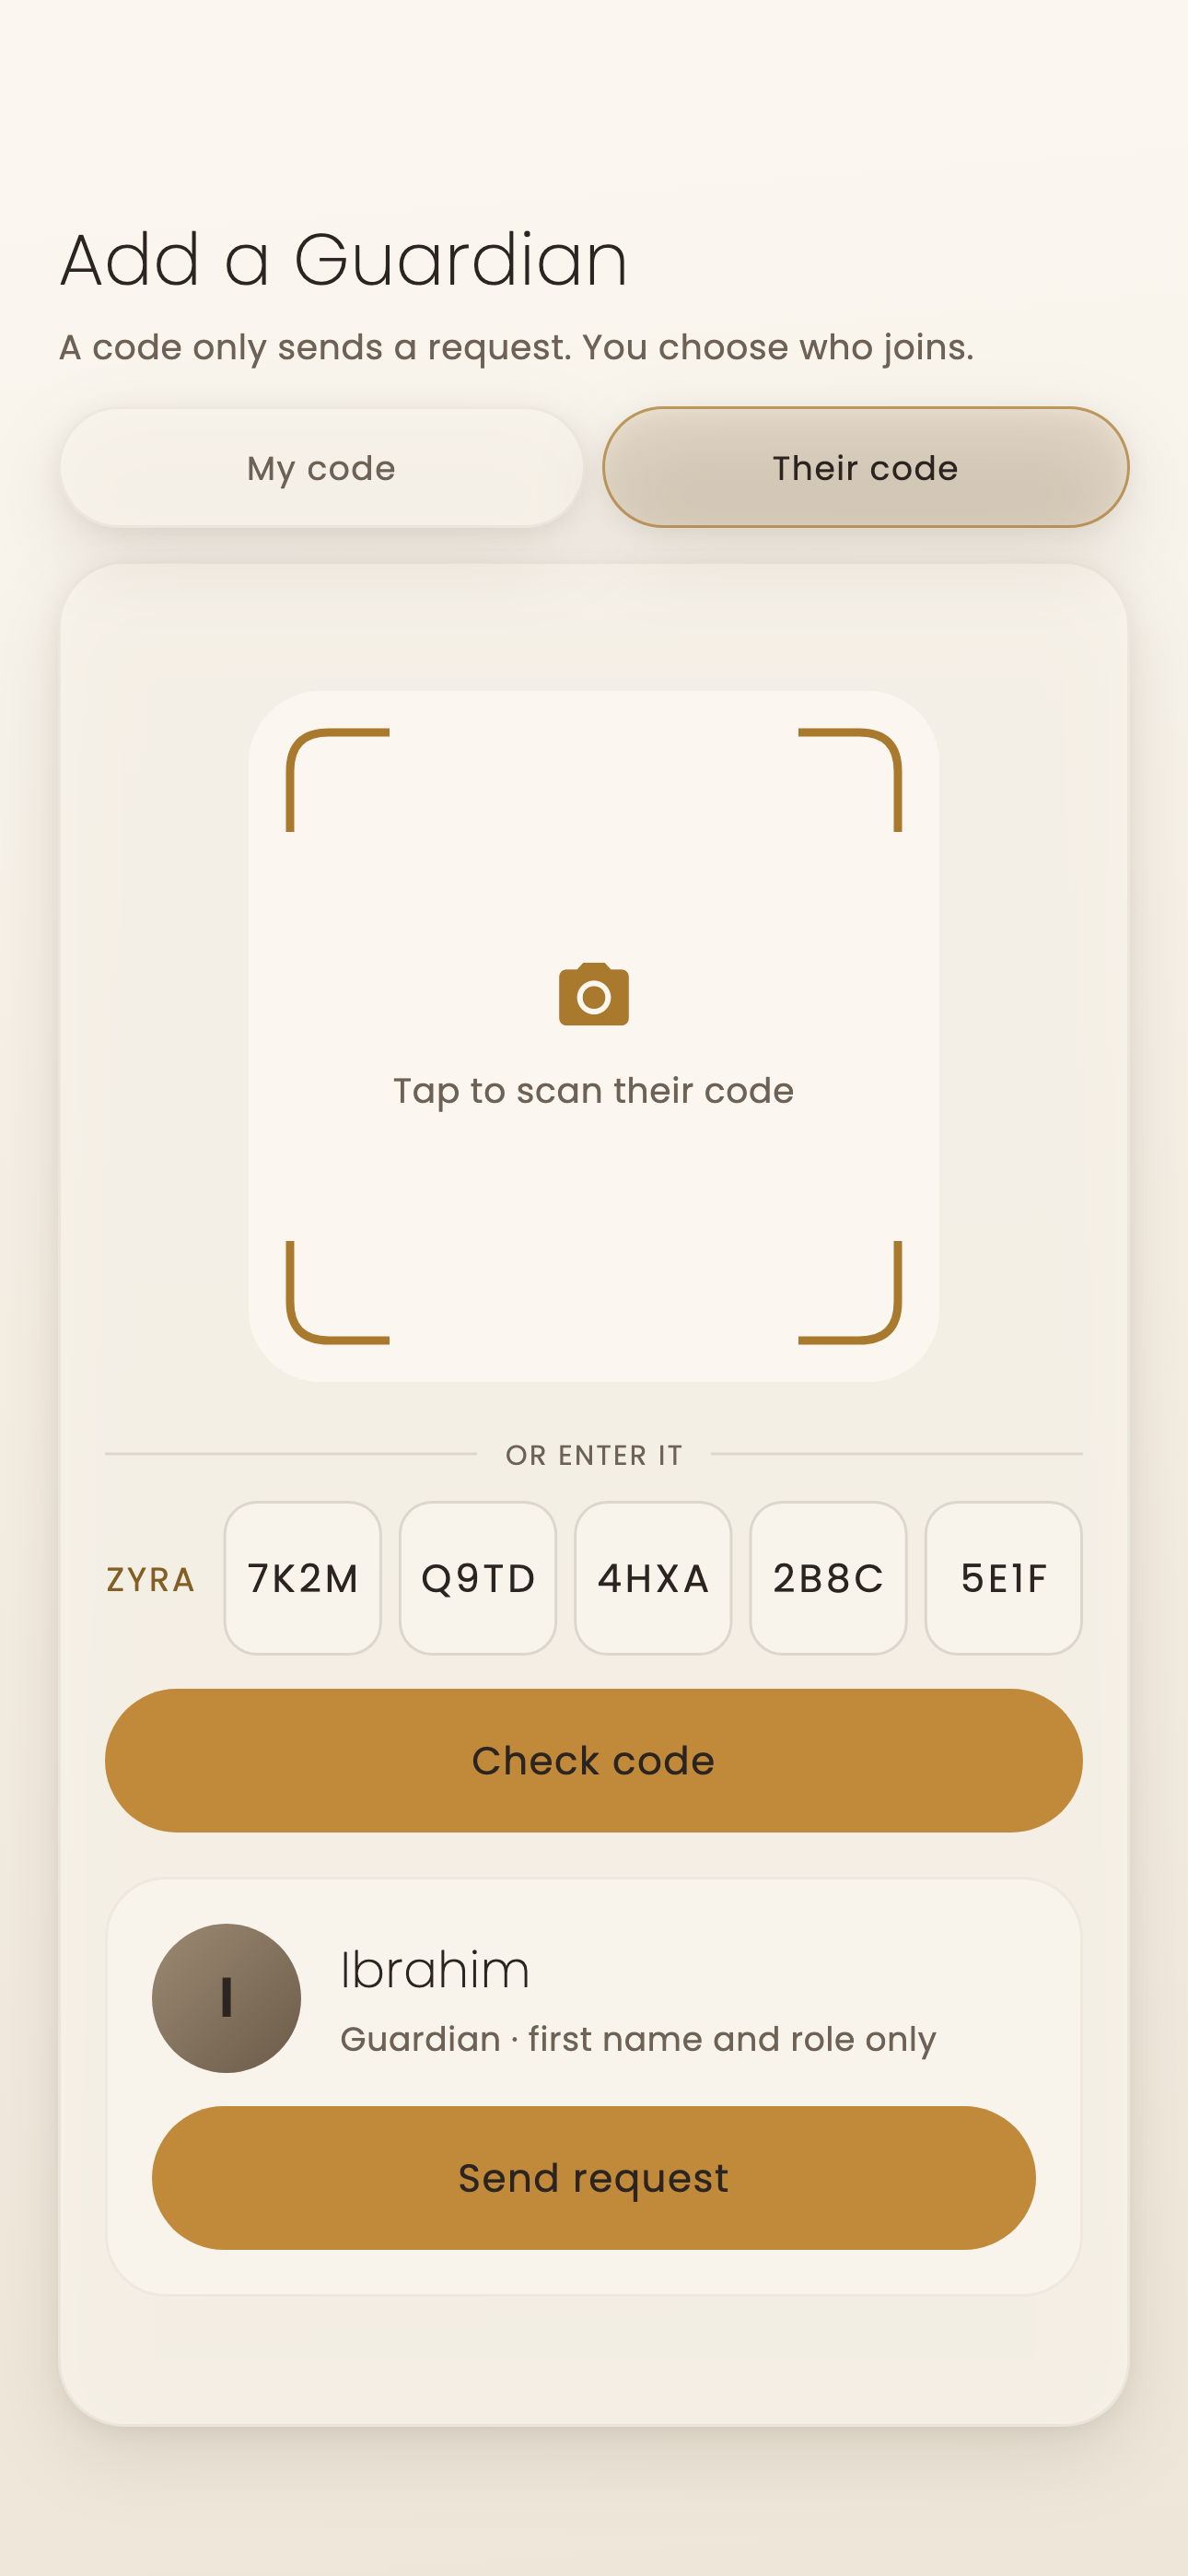 Add a Guardian
A code only sends a request. You choose who joins.
My code Their code
Tap to scan their code
OR ENTER IT
ZYRA 7K2M Q9TD 4HXA 2B8C 5E1F
Check code
I
Ibrahim
Guardian · first name and role only
Send request